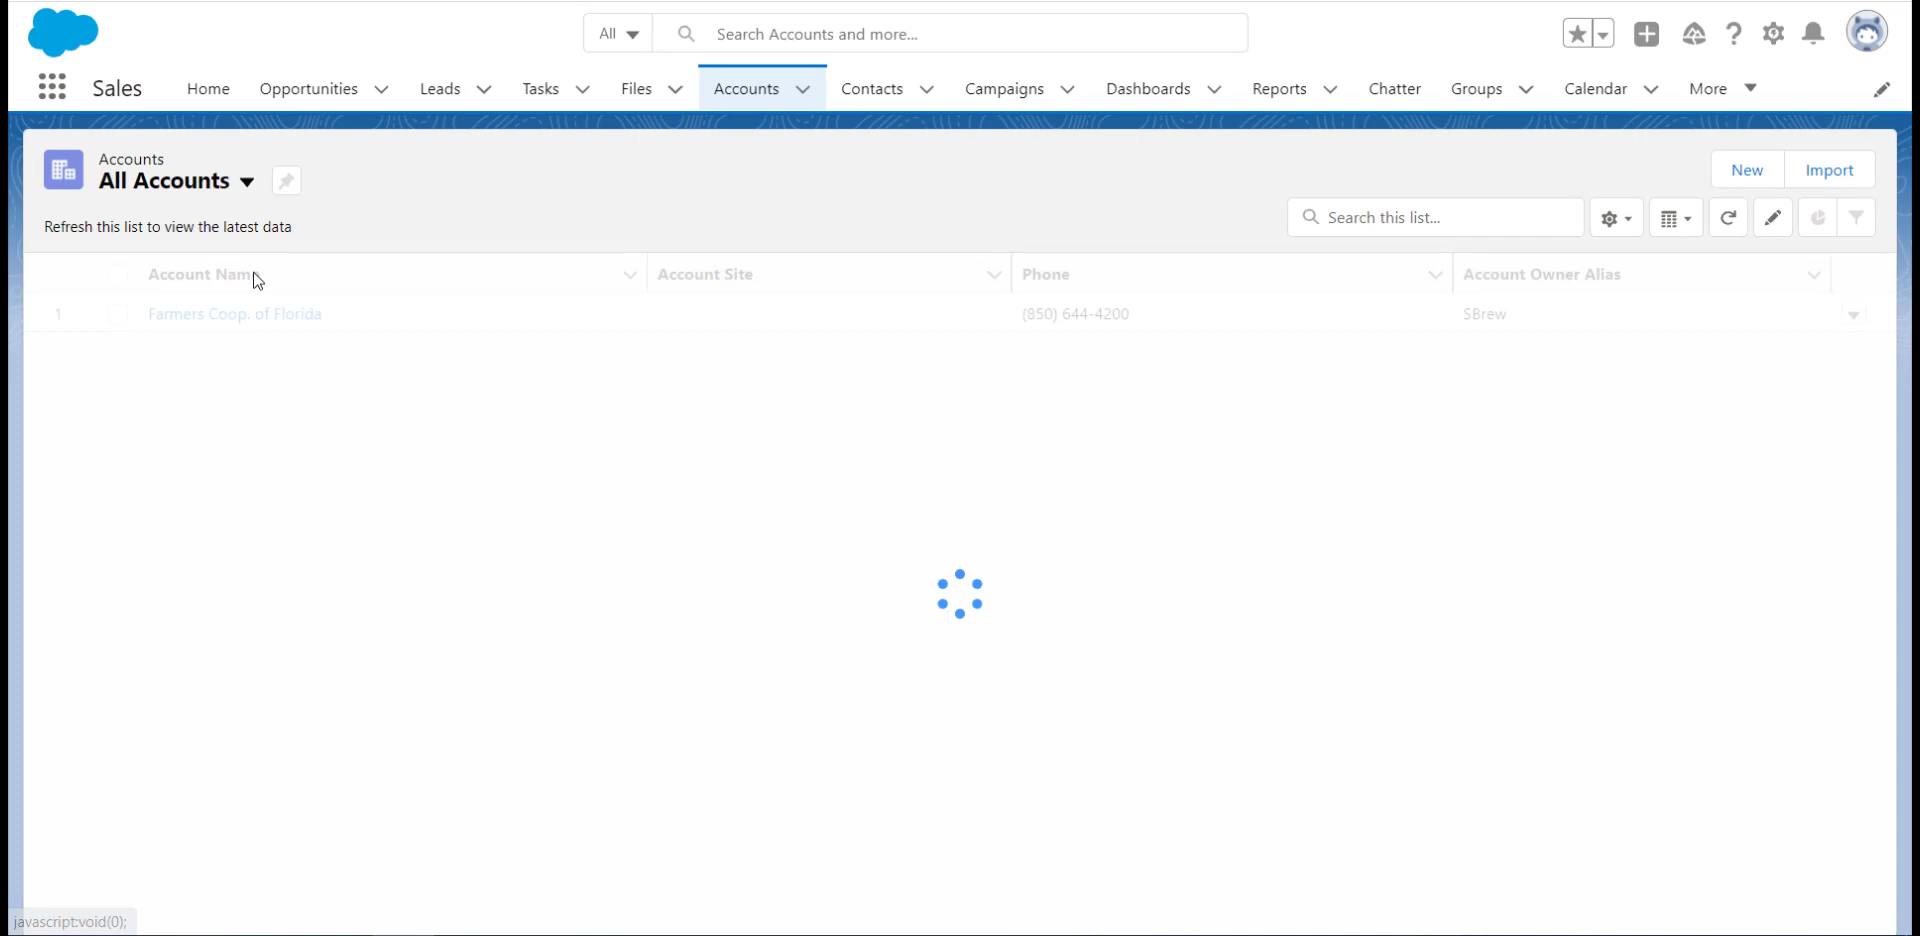 All
Search Accounts and more...
Sales
Home
Opportunities
Leads
Tasks
Files
Accounts
Contacts
Campaigns
Dashboards
Reports
Chatter
Groups
Calendar
More
Accounts
All Accounts
New
Import
Refresh this list to view the latest data
Search this list...
Account Name
Account Site
Phone
Account Owner Alias
1
Farmers Coop. of Florida
(850) 644-4200
SBrew
javascript:void(0);